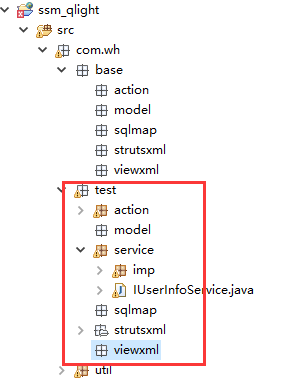 ssm_qlight
src
com.wh
base
action
model
sqlmap
strutsxml
viewxml
test
action
model
service
imp
IUserInfoService.java
sqlmap
strutsxml
viewxml
util